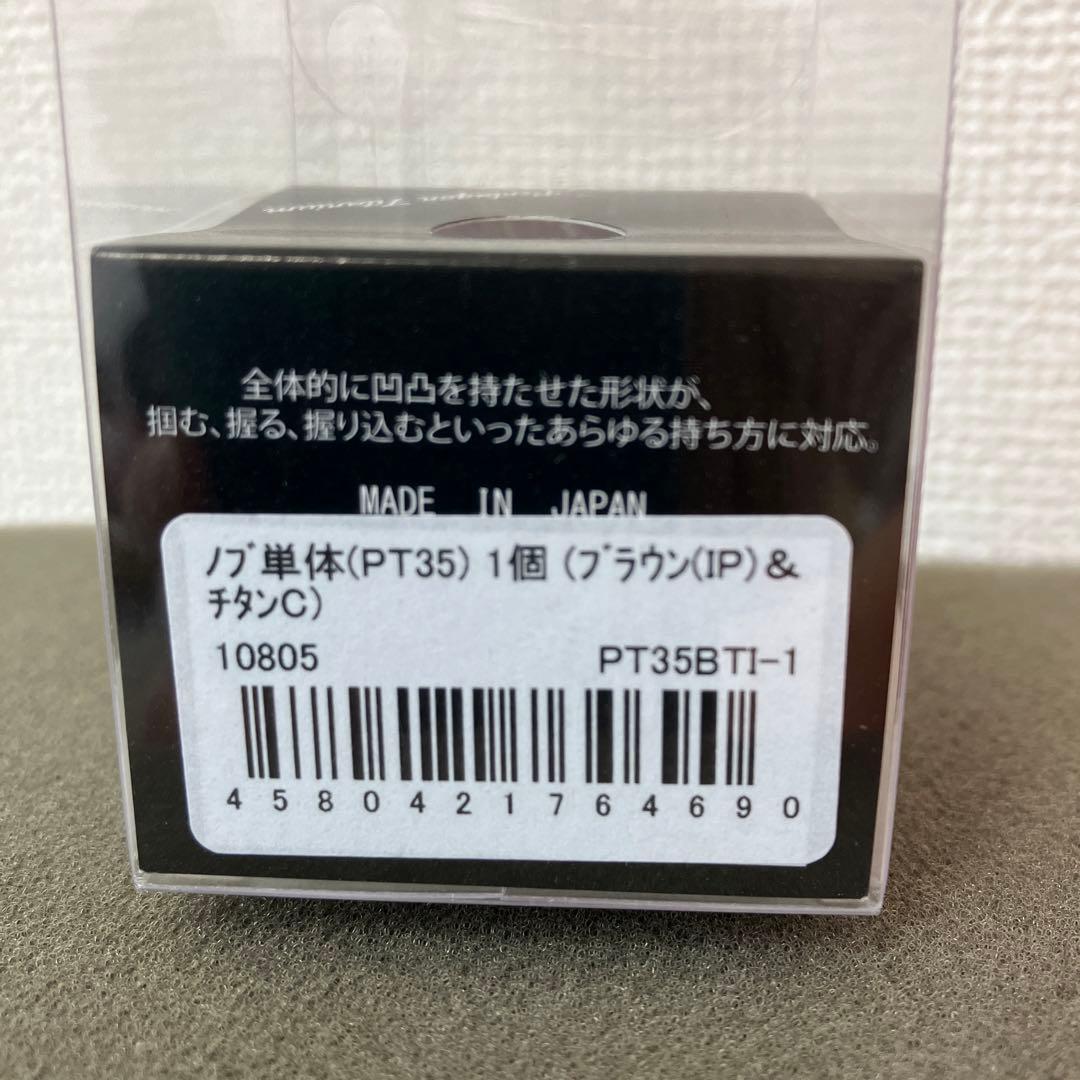 Titanium
全体的に凹凸を持たせた形状が、
掴む、握る、握り込むといったあらゆる持ち方に対応。
MADE IN JAPAN
ﾉﾌﾞ単体(PT35) 1個 (ﾌﾞﾗｳﾝ(IP)&
ﾁﾀﾝC)
10805 PT35BTI-1
4580421764690